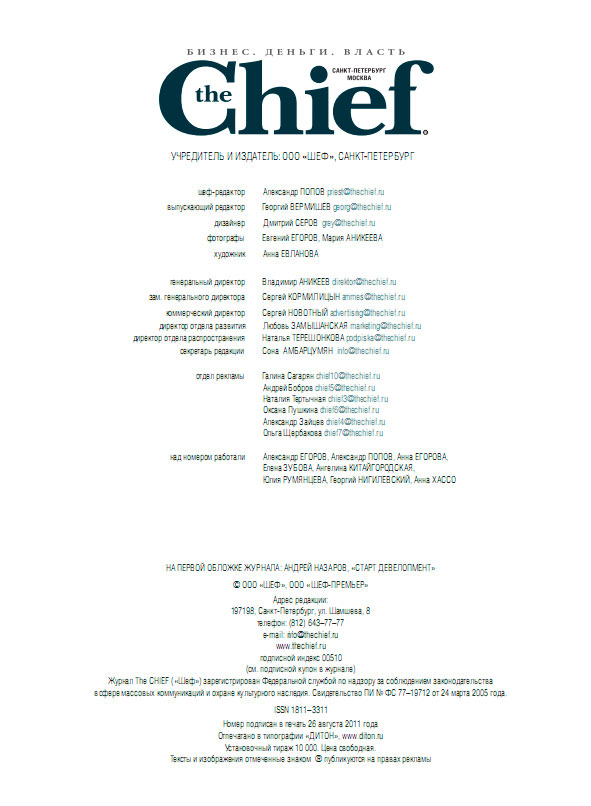 БИЗНЕС. ДЕНЬГИ. ВЛАСТЬ
the Chief
САНКТ-ПЕТЕРБУРГ
МОСКВА
УЧРЕДИТЕЛЬ И ИЗДАТЕЛЬ: ООО «ШЕФ», САНКТ-ПЕТЕРБУРГ
шеф-редактор Александр ПОПОВ priest@thechief.ru
выпускающий редактор Георгий ВЕРМИШЕВ georg@thechief.ru
дизайнер Дмитрий СЕРОВ grey@thechief.ru
фотографы Евгений ЕГОРОВ, Мария АНИКЕЕВА
художник Анна ЕВЛАНОВА
генеральный директор Владимир АНИКЕЕВ direktor@thechief.ru
зам. генерального директора Сергей КОРМИЛИЦЫН annmes@thechief.ru
коммерческий директор Сергей НОВОТНЫЙ advertising@thechief.ru
директор отдела развития Любовь ЗАМЫШАНСКАЯ marketing@thechief.ru
директор отдела распространения Наталья ТЕРЕШОНКОВА podpiska@thechief.ru
секретарь редакции Сона АМБАРЦУМЯН info@thechief.ru
отдел рекламы Галина Сагарян chief10@thechief.ru
Андрей Бобров chief5@thechief.ru
Наталия Тартычная chief3@thechief.ru
Оксана Пушкина chief6@thechief.ru
Александр Зайцев chief4@thechief.ru
Ольга Щербакова chief7@thechief.ru
над номером работали Александр ЕГОРОВ, Александр ПОПОВ, Анна ЕГОРОВА,
Елена ЗУБОВА, Ангелина КИТАЙГОРОДСКАЯ,
Юлия РУМЯНЦЕВА, Георгий НИГИЛЕВСКИЙ, Анна ХАССО
НА ПЕРВОЙ ОБЛОЖКЕ ЖУРНАЛА: АНДРЕЙ НАЗАРОВ, «СТАРТ ДЕВЕЛОПМЕНТ»
© ООО «ШЕФ», ООО «ШЕФ-ПРЕМЬЕР»
Адрес редакции:
197198, Санкт-Петербург, ул. Шамшева, 8
телефон: (812) 643–77–77
e-mail: info@thechief.ru
www.thechief.ru
подписной индекс 00510
(см. подписной купон в журнале)
Журнал The CHIEF («Шеф») зарегистрирован Федеральной службой по надзору за соблюдением законодательства
в сфере массовых коммуникаций и охране культурного наследия. Свидетельство ПИ № ФС 77–19712 от 24 марта 2005 года.
ISSN 1811–3311
Номер подписан в печать 26 августа 2011 года
Отпечатано в типографии «ДИТОН», www.diton.ru
Установочный тираж 10 000. Цена свободная.
Тексты и изображения отмеченные знаком ® публикуются на правах рекламы